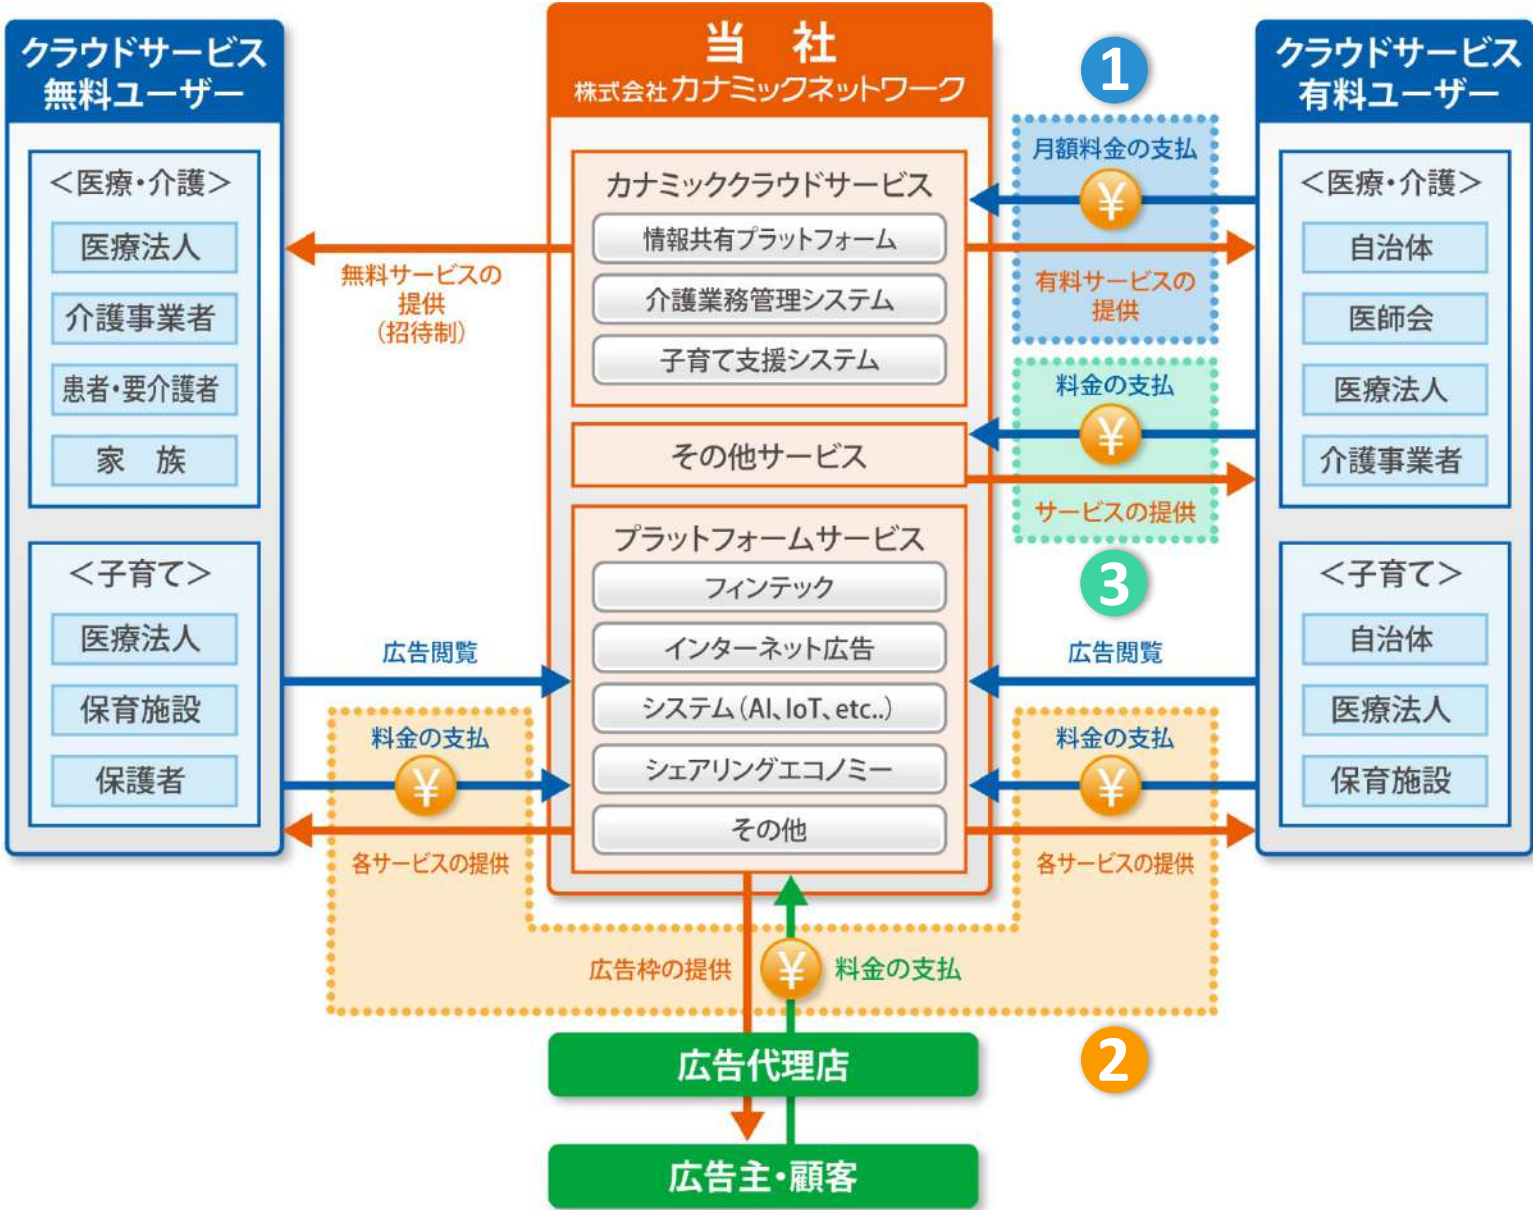 クラウドサービス
無料ユーザー
＜医療・介護＞
医療法人
介護事業者
患者・要介護者
家　族
＜子育て＞
医療法人
保育施設
保護者
無料サービスの
提供
（招待制）
広告閲覧
料金の支払
¥
各サービスの提供
当　社
株式会社カナミックネットワーク
カナミッククラウドサービス
情報共有プラットフォーム
介護業務管理システム
子育て支援システム
その他サービス
プラットフォームサービス
フィンテック
インターネット広告
システム（AI、IoT、etc..）
シェアリングエコノミー
その他
1
月額料金の支払
¥
有料サービスの
提供
料金の支払
¥
サービスの提供
3
広告閲覧
料金の支払
¥
各サービスの提供
クラウドサービス
有料ユーザー
＜医療・介護＞
自治体
医師会
医療法人
介護事業者
＜子育て＞
自治体
医療法人
保育施設
広告枠の提供
¥
料金の支払
2
広告代理店
広告主・顧客